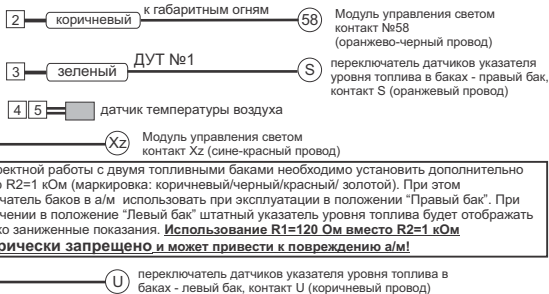 к габаритным огням
2 коричневый 58 Модуль управления светом
контакт №58
(оранжево-черный провод)
3 зеленый ДУТ №1 S переключатель датчиков указателя
уровня топлива в баках - правый бак,
контакт S (оранжевый провод)
4 5 датчик температуры воздуха
Xz Модуль управления светом
контакт Xz (сине-красный провод)
ректной работы с двумя топливными баками необходимо установить дополнительно
о R2=1 кОм (маркировка: коричневый/черный/красный/ золотой). При этом
чатель баков в а/м использовать при эксплуатации в положении “Правый бак”. При
чении в положение “Левый бак” штатный указатель уровня топлива будет отображать
ко заниженные показания. Использование R1=120 Ом вместо R2=1 кОм
рически запрещено и может привести к повреждению а/м!
U переключатель датчиков указателя уровня топлива в
баках - левый бак, контакт U (коричневый провод)